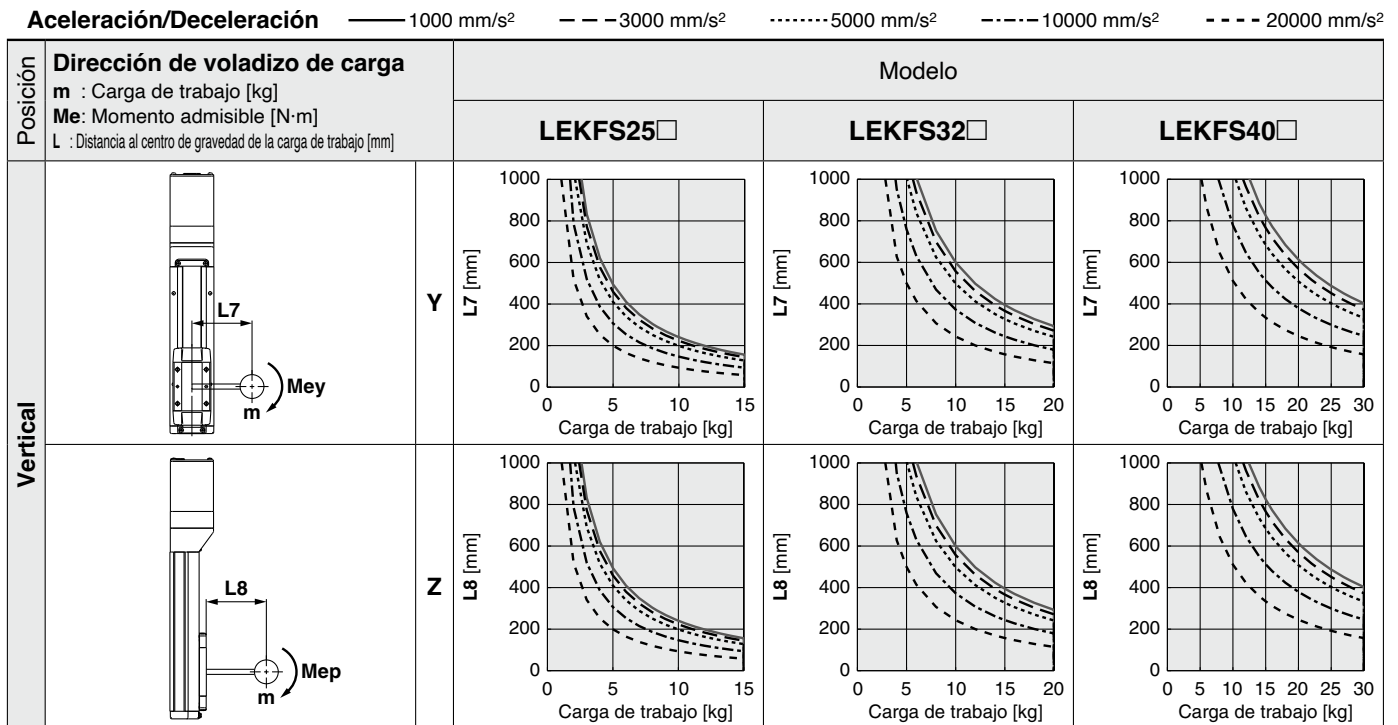 Aceleración/Deceleración 1000 mm/s² 3000 mm/s² 5000 mm/s² 10000 mm/s² 20000 mm/s²
Posición
Dirección de voladizo de carga
m : Carga de trabajo [kg]
Me: Momento admisible [N·m]
L : Distancia al centro de gravedad de la carga de trabajo [mm]
Modelo
LEKFS25□ LEKFS32□ LEKFS40□
Vertical
L7
Mey
m
Y
L7 [mm]
1000
800
600
400
200
0
0 5 10 15
Carga de trabajo [kg]
L7 [mm]
1000
800
600
400
200
0
0 5 10 15 20
Carga de trabajo [kg]
L7 [mm]
1000
800
600
400
200
0
0 5 10 15 20 25 30
Carga de trabajo [kg]
L8
Mep
m
Z
L8 [mm]
1000
800
600
400
200
0
0 5 10 15
Carga de trabajo [kg]
L8 [mm]
1000
800
600
400
200
0
0 5 10 15 20
Carga de trabajo [kg]
L8 [mm]
1000
800
600
400
200
0
0 5 10 15 20 25 30
Carga de trabajo [kg]